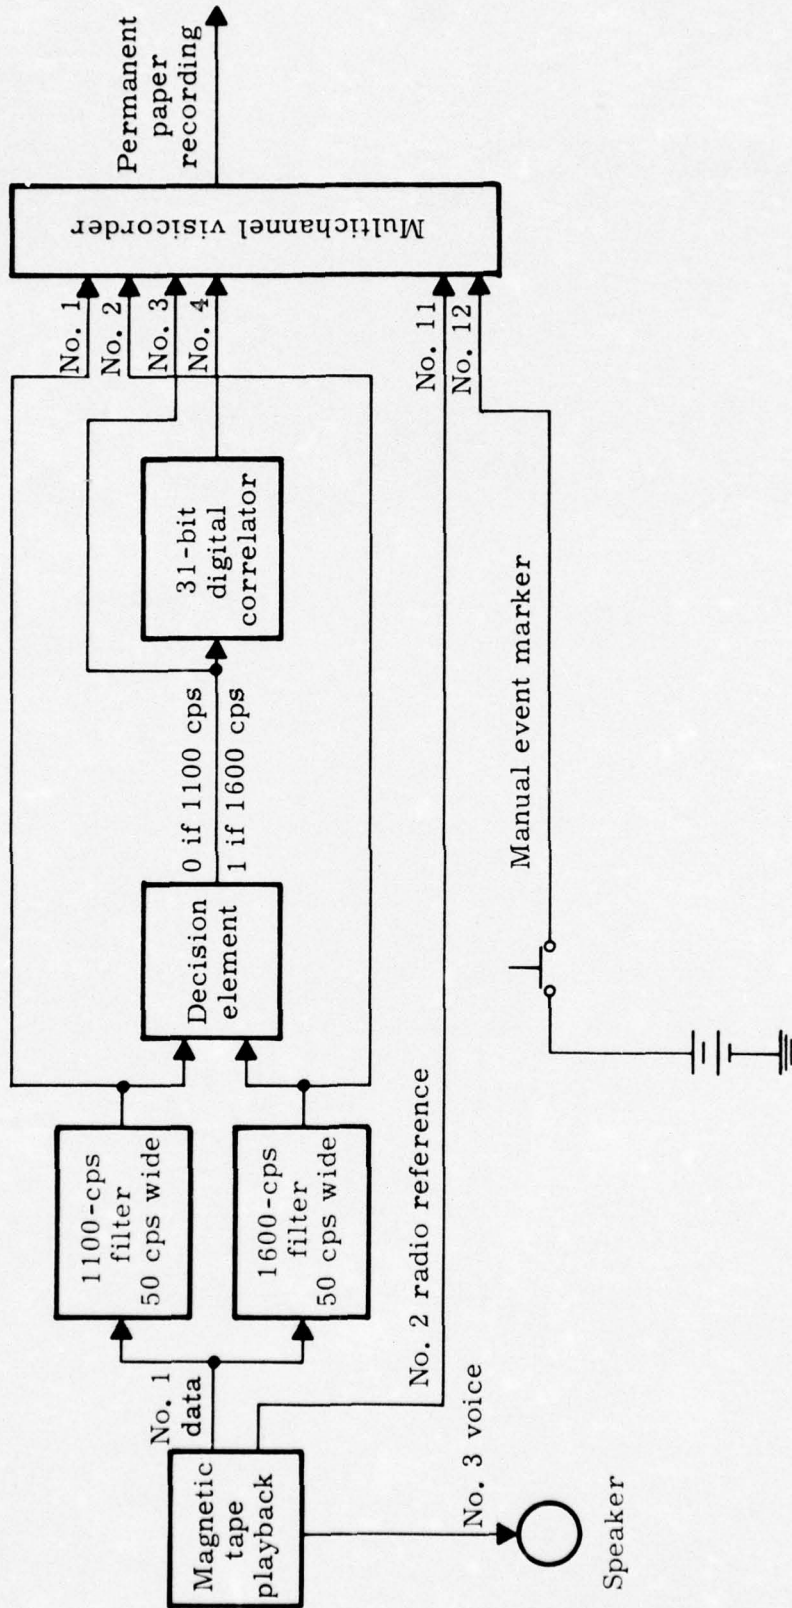 Magnetic
tape
playback
No. 1
data
No. 2 radio reference
No. 3 voice
Speaker
1100-cps
filter
50 cps wide
1600-cps
filter
50 cps wide
Decision
element
0 if 1100 cps
1 if 1600 cps
31-bit
digital
correlator
Manual event marker
No. 1
No. 2
No. 3
No. 4
No. 11
No. 12
Multichannel visicorder
Permanent
paper
recording